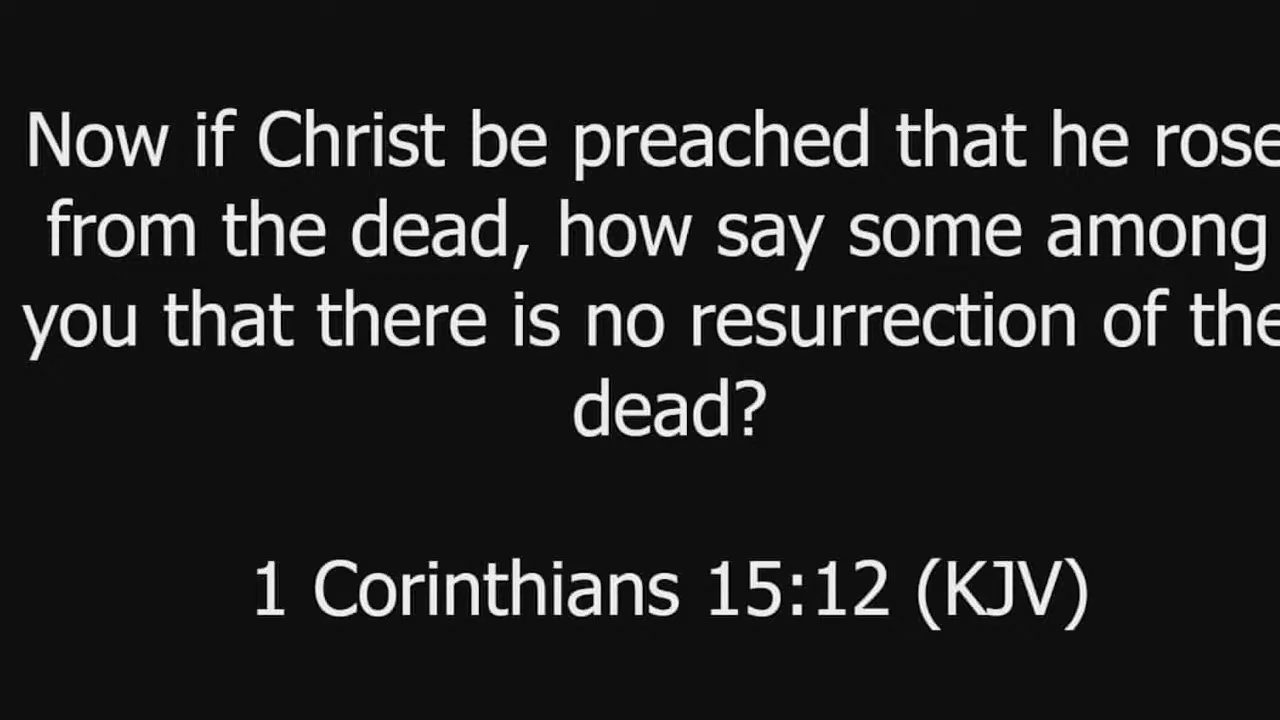 Now if Christ be preached that he rose
from the dead, how say some among
you that there is no resurrection of the
dead?
1 Corinthians 15:12 (KJV)